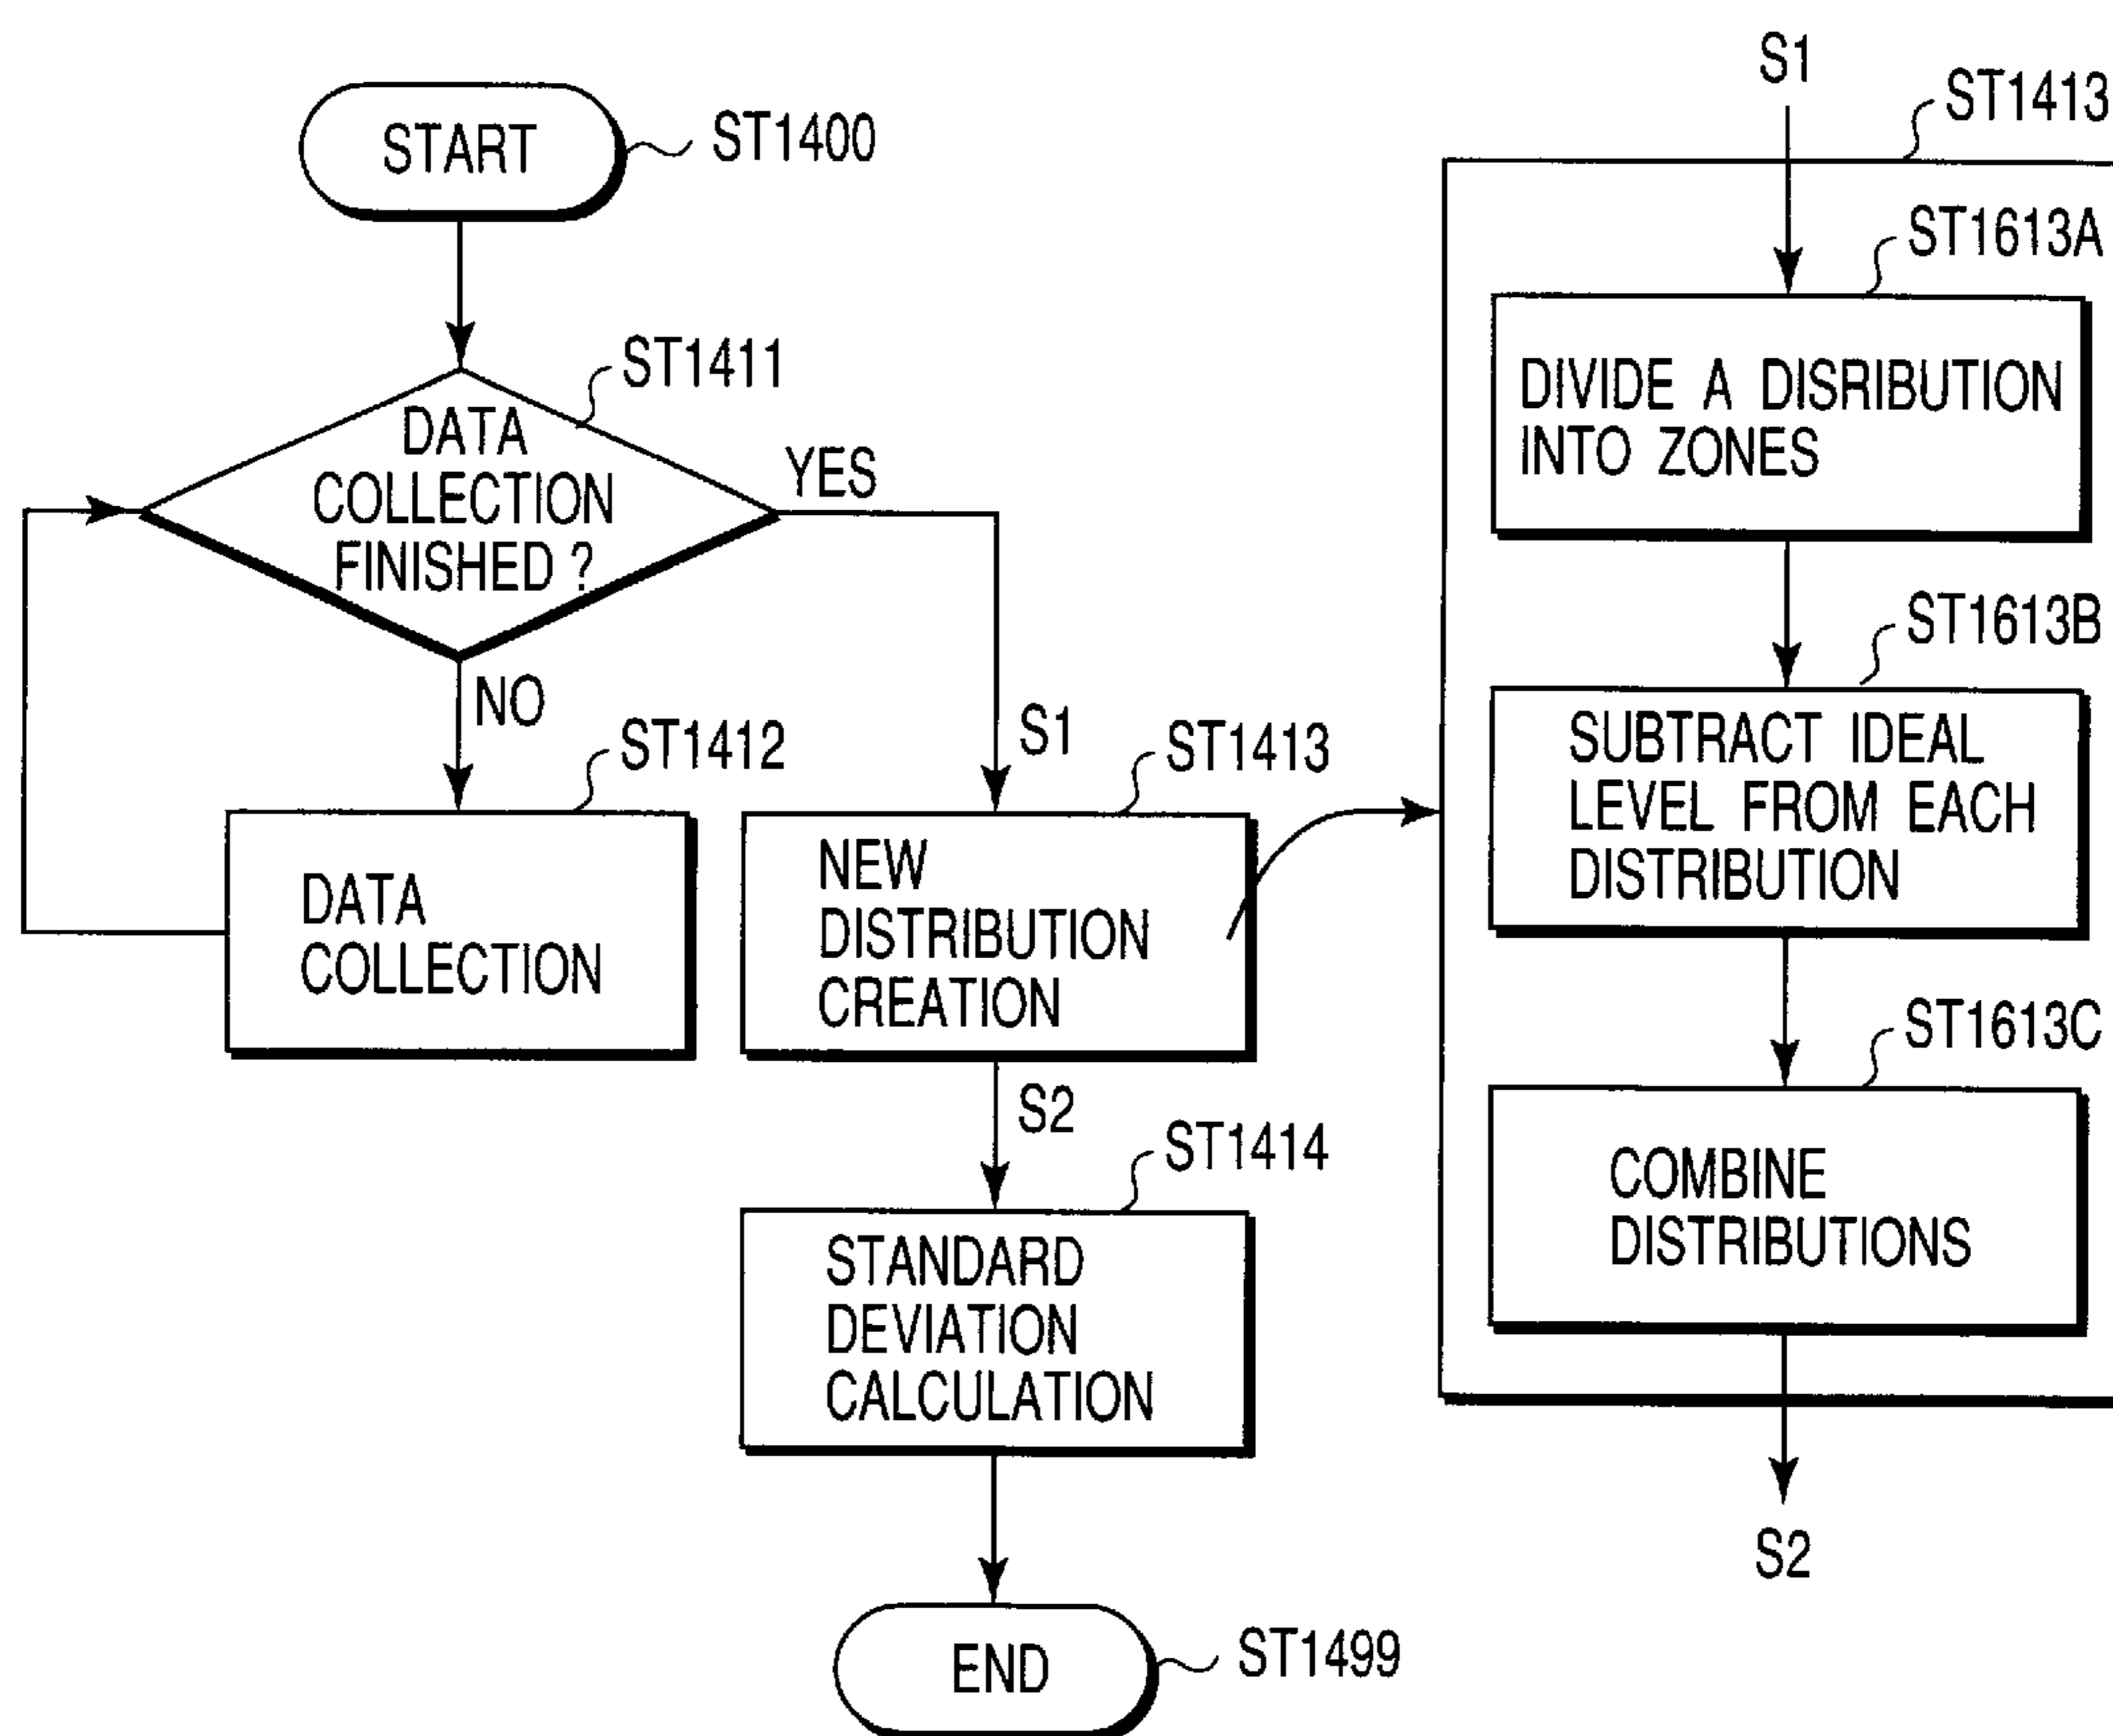 START
ST1400
ST1411
DATA
COLLECTION
FINISHED ?
YES
NO
ST1412
DATA
COLLECTION
S1
ST1413
NEW
DISTRIBUTION
CREATION
S2
ST1414
STANDARD
DEVIATION
CALCULATION
END
ST1499
S1
ST1413
ST1613A
DIVIDE A DISRIBUTION
INTO ZONES
ST1613B
SUBTRACT IDEAL
LEVEL FROM EACH
DISTRIBUTION
ST1613C
COMBINE
DISTRIBUTIONS
S2